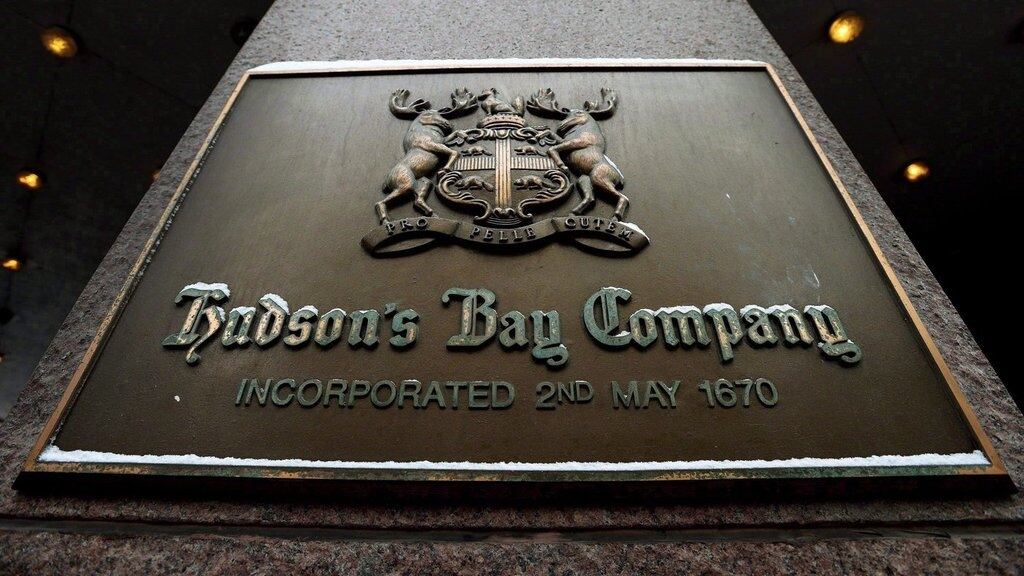 PRO PELLE CUTEM
Hudson's Bay Company
INCORPORATED 2ND MAY 1670